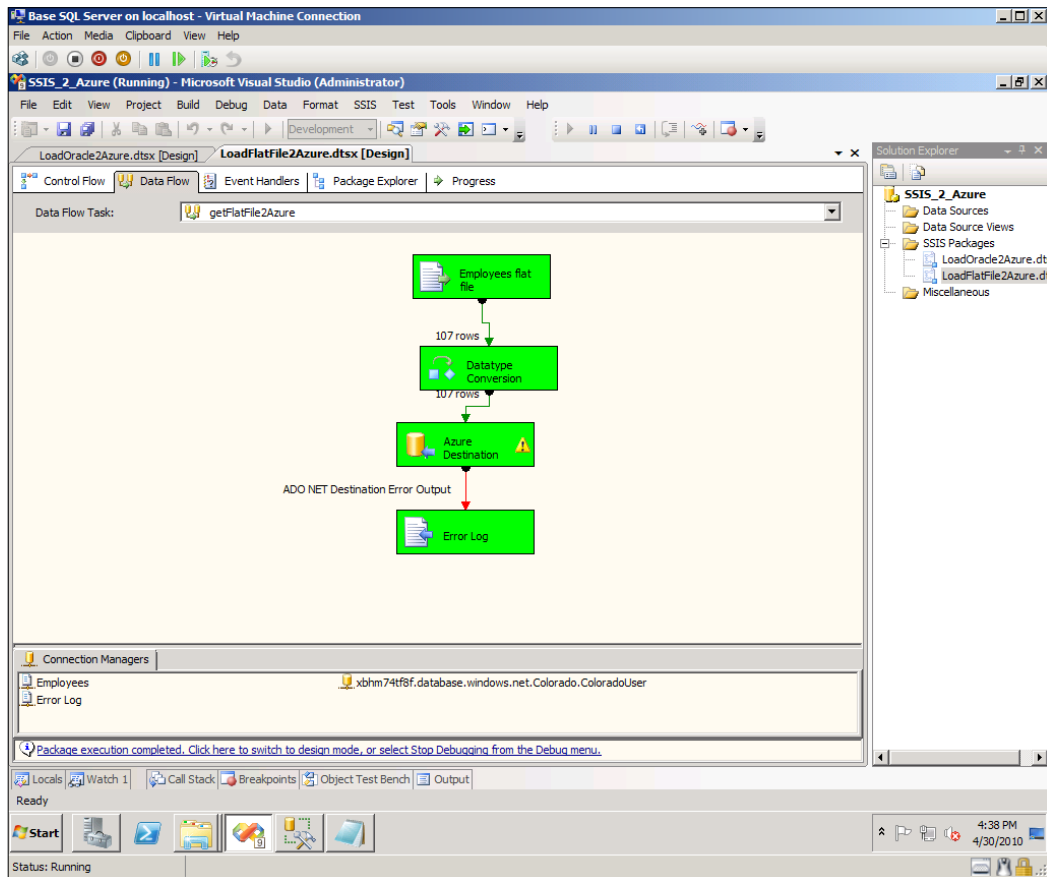 Base SQL Server on localhost - Virtual Machine Connection
File Action Media Clipboard View Help
SSIS_2_Azure (Running) - Microsoft Visual Studio (Administrator)
File Edit View Project Build Debug Data Format SSIS Test Tools Window Help
Development
LoadOracle2Azure.dtsx [Design] LoadFlatFile2Azure.dtsx [Design]
Control Flow Data Flow Event Handlers Package Explorer Progress
Data Flow Task: getFlatFile2Azure
Employees flat
file
107 rows
Datatype
Conversion
107 rows
Azure
Destination
ADO NET Destination Error Output
Error Log
Solution Explorer
SSIS_2_Azure
Data Sources
Data Source Views
SSIS Packages
LoadOracle2Azure.dt
LoadFlatFile2Azure.dt
Miscellaneous
Connection Managers
Employees xbhm74tf8f.database.windows.net.Colorado.ColoradoUser
Error Log
Package execution completed. Click here to switch to design mode, or select Stop Debugging from the Debug menu.
Locals Watch 1 Call Stack Breakpoints Object Test Bench Output
Ready
Start
9
4:38 PM
4/30/2010
Status: Running